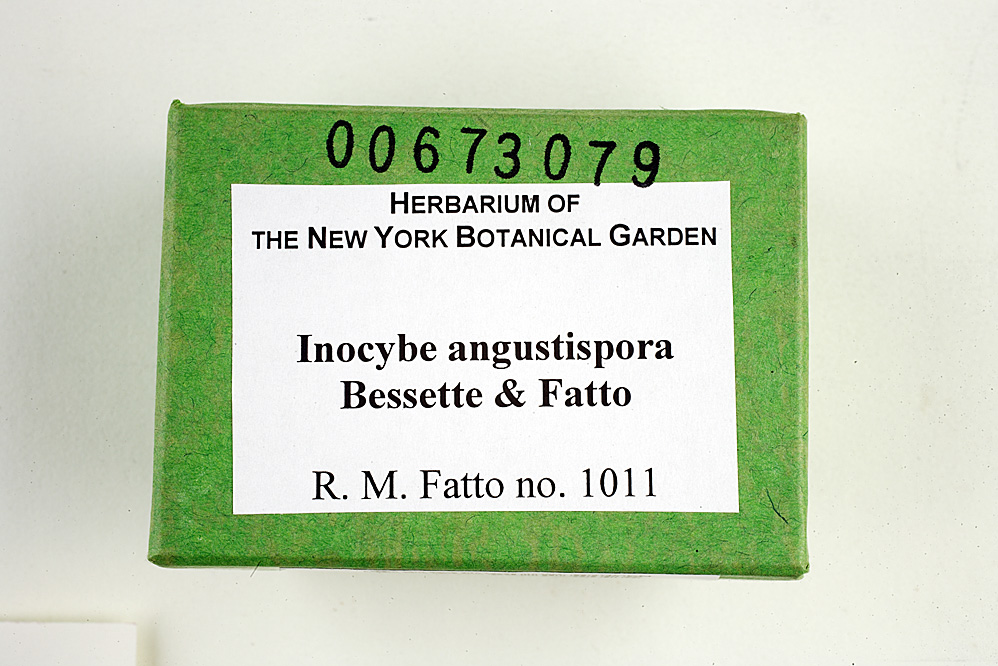 00673079
HERBARIUM OF
THE NEW YORK BOTANICAL GARDEN
Inocybe angustispora
Bessette & Fatto
R. M. Fatto no. 1011